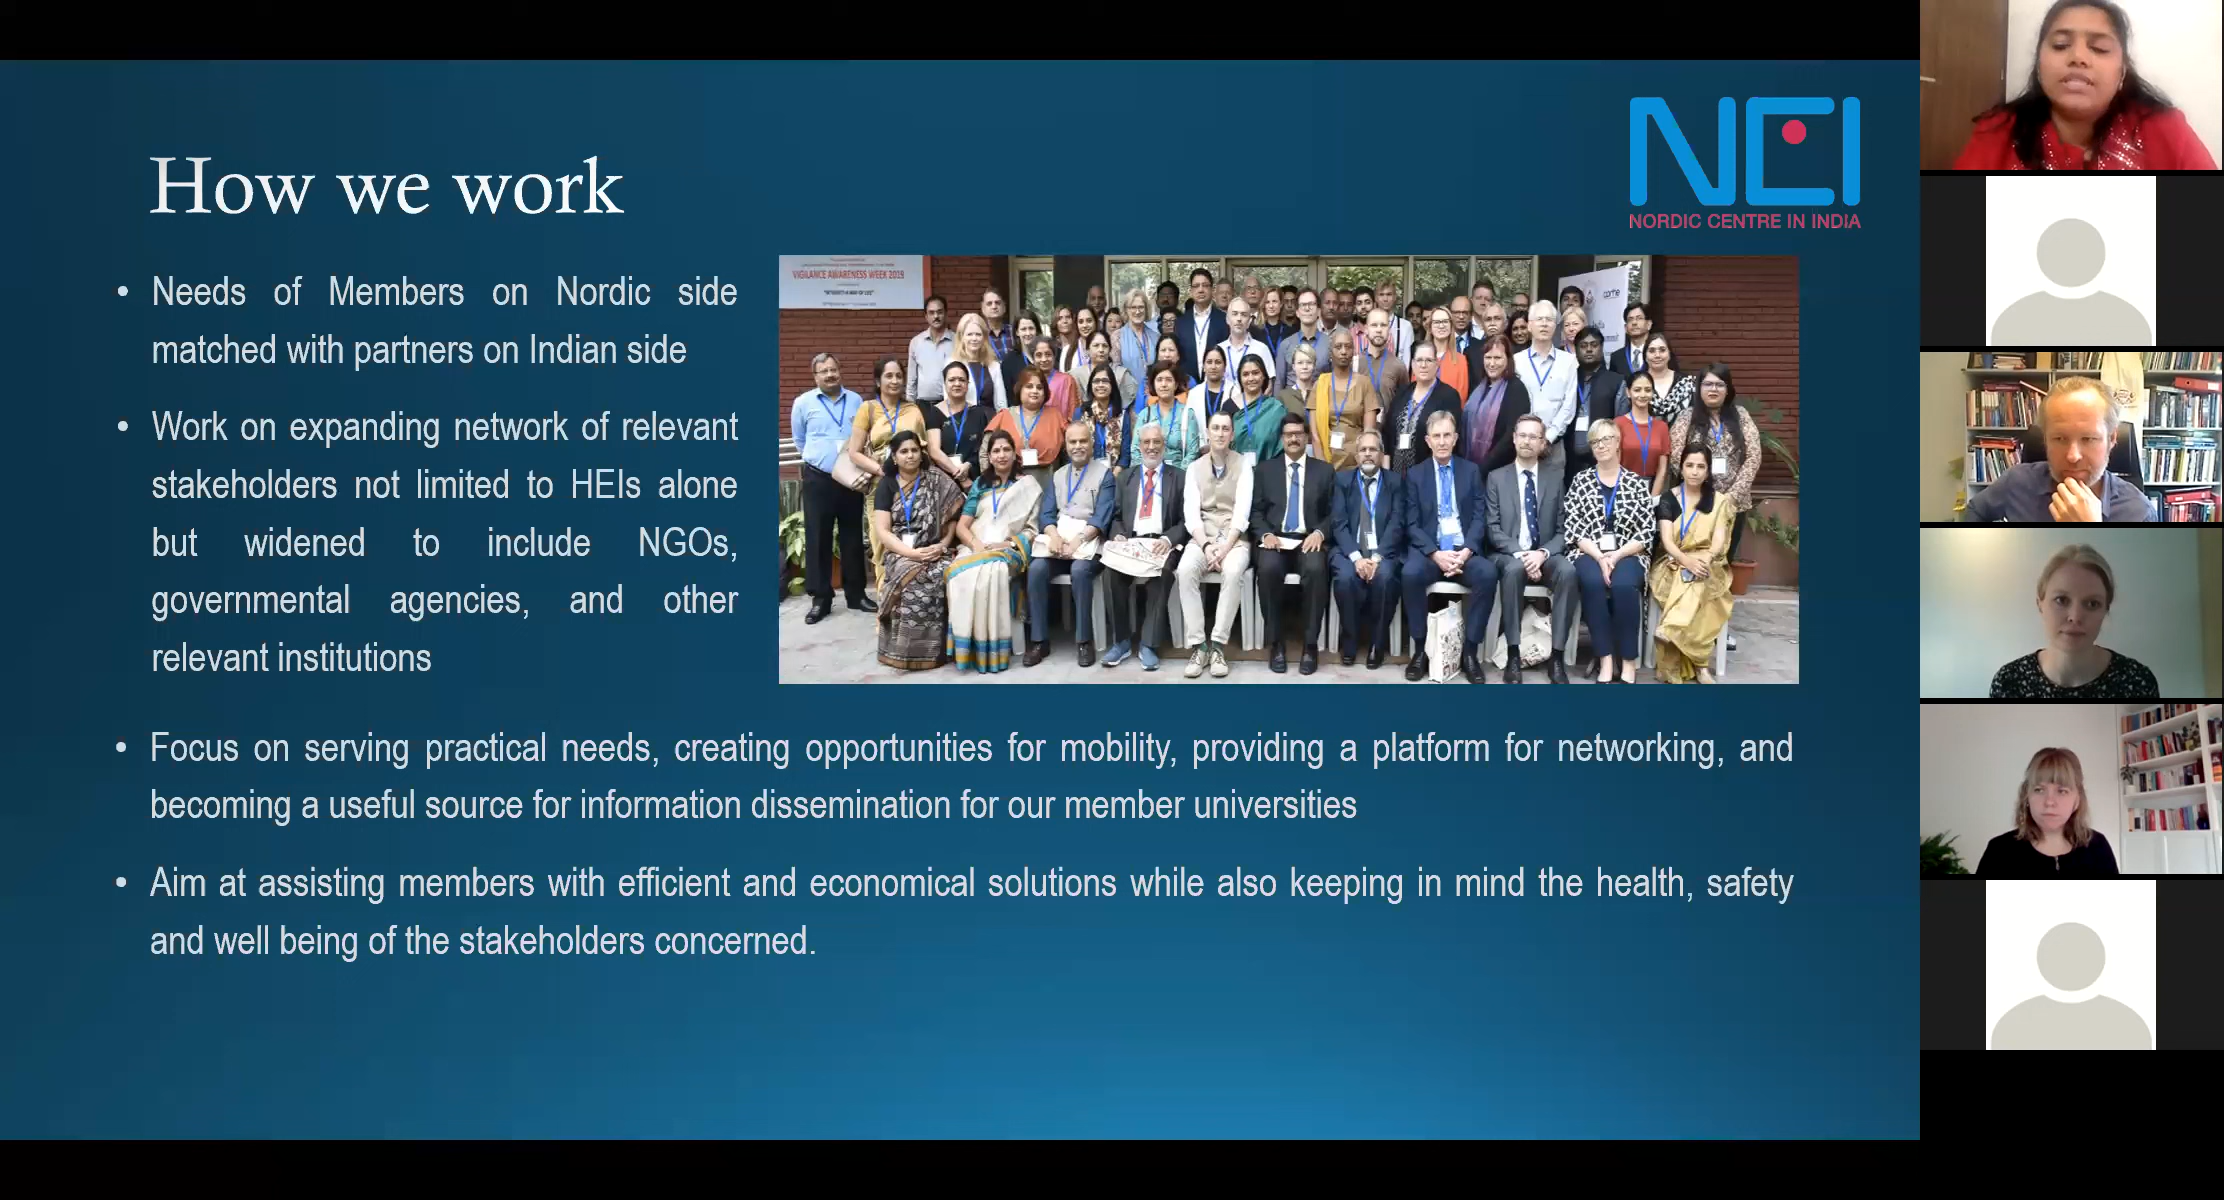 How we work
NCI
NORDIC CENTRE IN INDIA
• Needs of Members on Nordic side
matched with partners on Indian side
• Work on expanding network of relevant
stakeholders not limited to HEIs alone
but widened to include NGOs,
governmental agencies, and other
relevant institutions
VIGILANCE AWARENESS WEEK 2019
• Focus on serving practical needs, creating opportunities for mobility, providing a platform for networking, and
becoming a useful source for information dissemination for our member universities
• Aim at assisting members with efficient and economical solutions while also keeping in mind the health, safety
and well being of the stakeholders concerned.